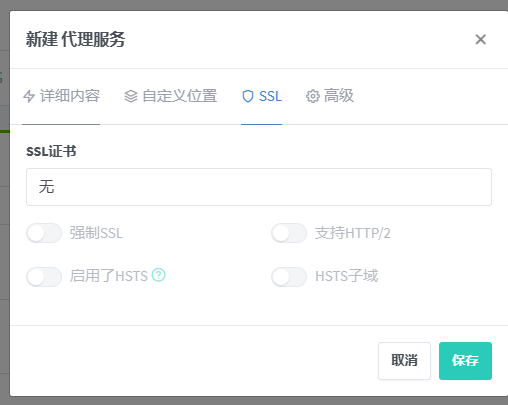 新建 代理服务
详细内容 自定义位置 SSL 高级
SSL证书
无
强制SSL 支持HTTP/2
启用了HSTS HSTS子域
取消 保存